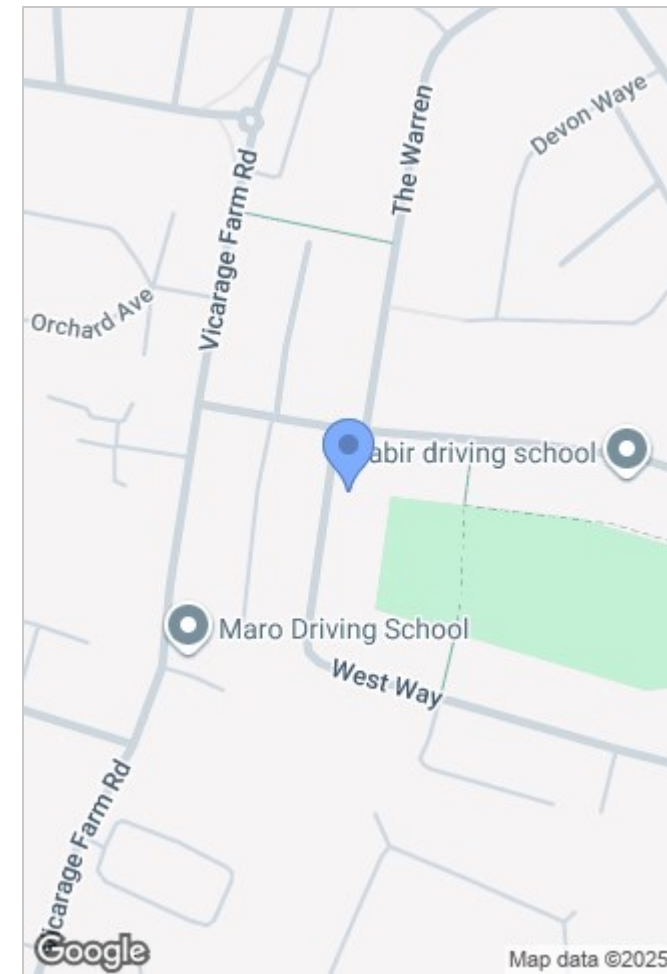 Devon Waye
The Warren
Vicarage Farm Rd
Orchard Ave
abir driving school
Maro Driving School
West Way
Vicarage Farm Rd
Google
Map data ©2025